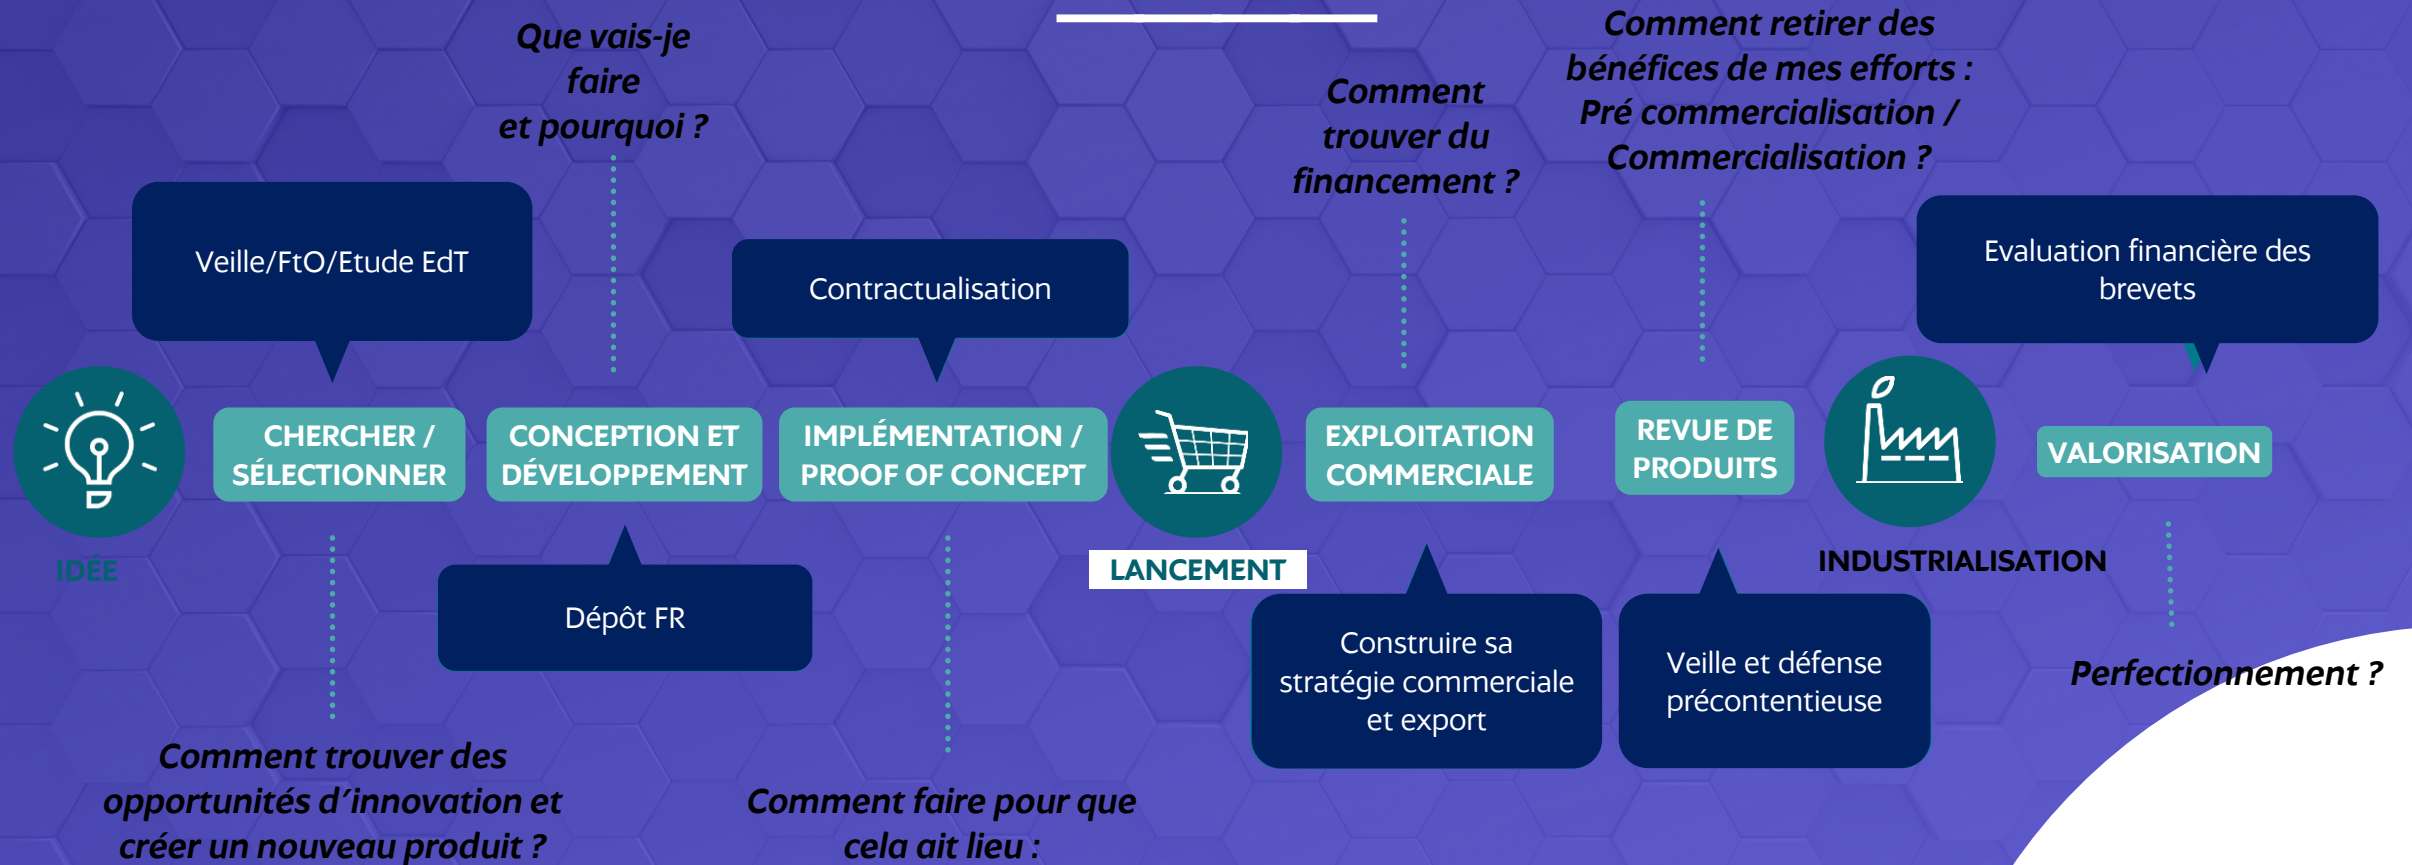 Que vais-je
faire
et pourquoi ?
Comment
trouver du
financement ?
Comment retirer des
bénéfices de mes efforts :
Pré commercialisation /
Commercialisation ?
Veille/FtO/Etude EdT
Contractualisation
Evaluation financière des
brevets
IDÉE
CHERCHER /
SÉLECTIONNER
CONCEPTION ET
DÉVELOPPEMENT
IMPLÉMENTATION /
PROOF OF CONCEPT
LANCEMENT
EXPLOITATION
COMMERCIALE
REVUE DE
PRODUITS
INDUSTRIALISATION
VALORISATION
Dépôt FR
Construire sa
stratégie commerciale
et export
Veille et défense
précontentieuse
Perfectionnement ?
Comment trouver des
opportunités d’innovation et
créer un nouveau produit ?
Comment faire pour que
cela ait lieu :